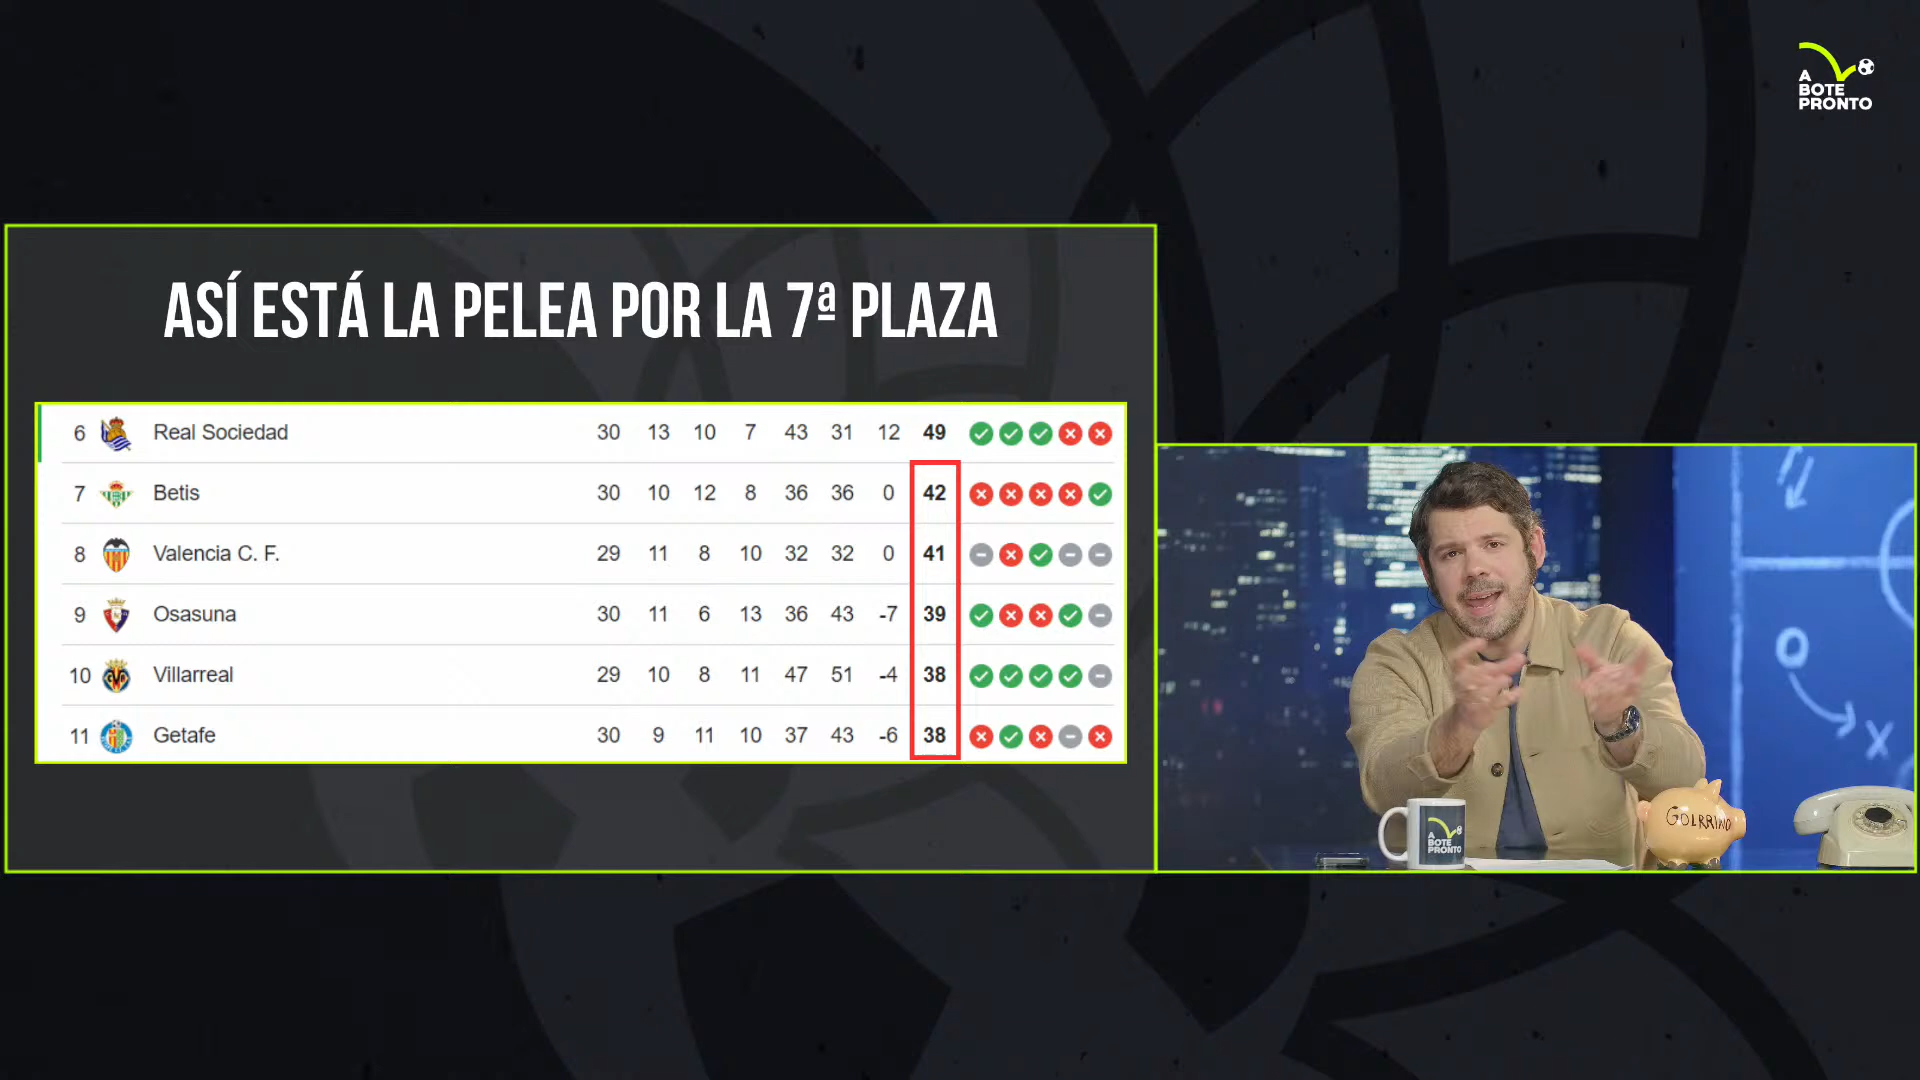 A
BOTE
PRONTO
ASÍ ESTÁ LA PELEA POR LA 7ª PLAZA
6 Real Sociedad 30 13 10 7 43 31 12 49
7 Betis 30 10 12 8 36 36 0 42
8 Valencia C. F. 29 11 8 10 32 32 0 41
9 Osasuna 30 11 6 13 36 43 -7 39
10 Villarreal 29 10 8 11 47 51 -4 38
11 Getafe 30 9 11 10 37 43 -6 38
O
X
A
BOTE
PRONTO
GOLRRINO